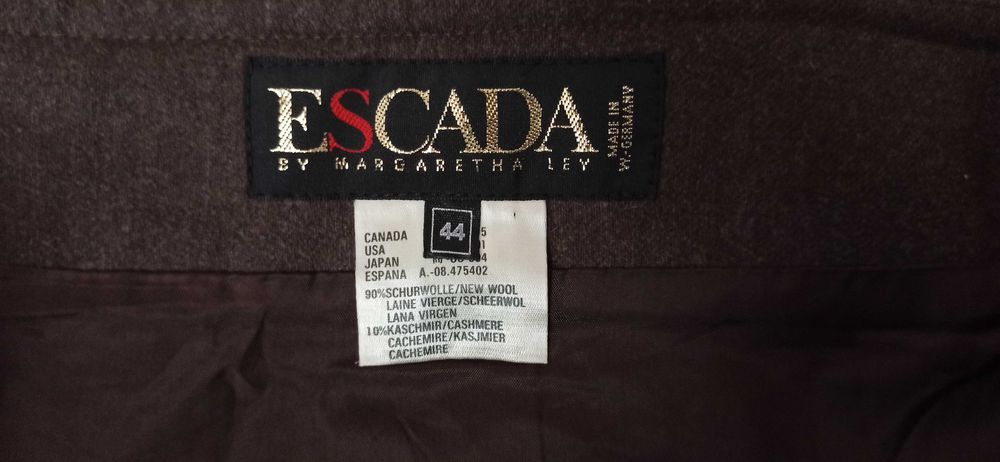 ESCADA
BY MARGARETHA LEY
MADE IN
W.-GERMANY
44
CANADA
USA
JAPAN
ESPANA A.-08.475402
90%SCHURWOLLE/NEW WOOL
LAINE VIERGE/SCHEERWOL
LANA VIRGEN
10%KASCHMIR/CASHMERE
CACHEMIRE/KASJMIER
CACHEMIRE